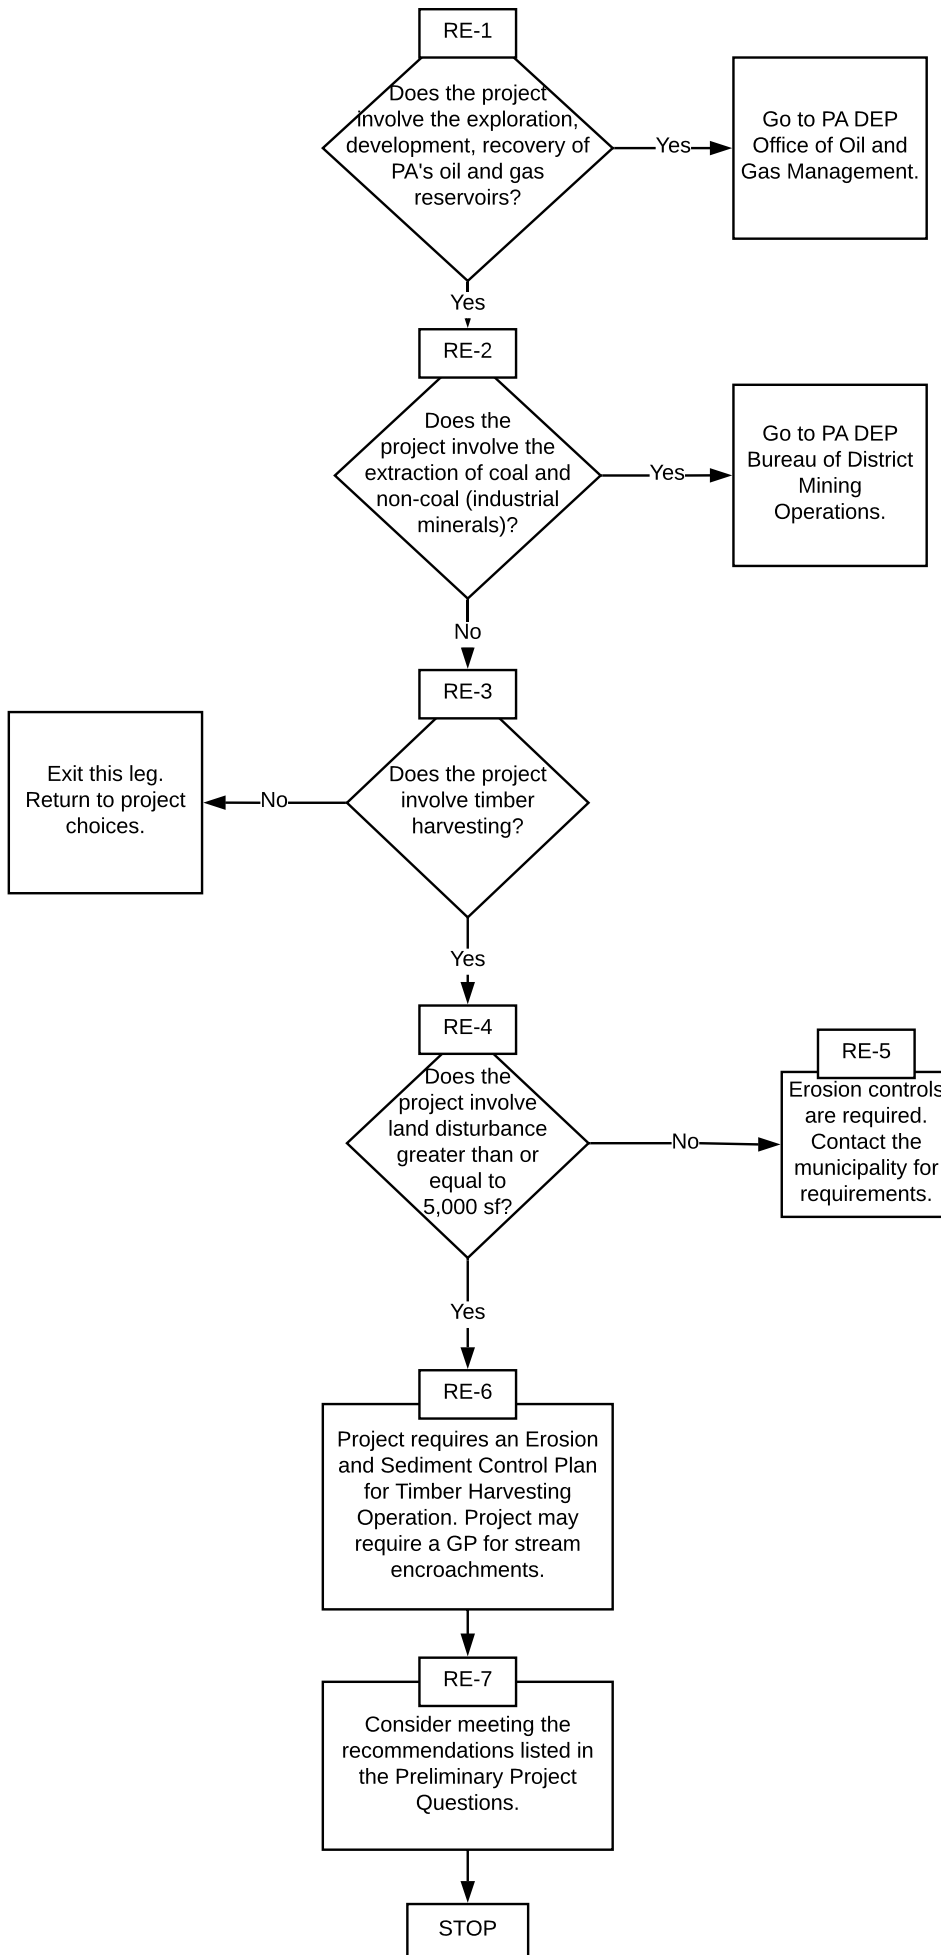 RE-1
Does the project
involve the exploration,
development, recovery of
PA's oil and gas
reservoirs?
Yes
Go to PA DEP
Office of Oil and
Gas Management.
Yes
RE-2
Does the
project involve the
extraction of coal and
non-coal (industrial
minerals)?
Yes
Go to PA DEP
Bureau of District
Mining
Operations.
No
RE-3
Does the project
involve timber
harvesting?
No
Exit this leg.
Return to project
choices.
Yes
RE-4
Does the
project involve
land disturbance
greater than or
equal to
5,000 sf?
No
RE-5
Erosion controls
are required.
Contact the
municipality for
requirements.
Yes
RE-6
Project requires an Erosion
and Sediment Control Plan
for Timber Harvesting
Operation. Project may
require a GP for stream
encroachments.
RE-7
Consider meeting the
recommendations listed in
the Preliminary Project
Questions.
STOP